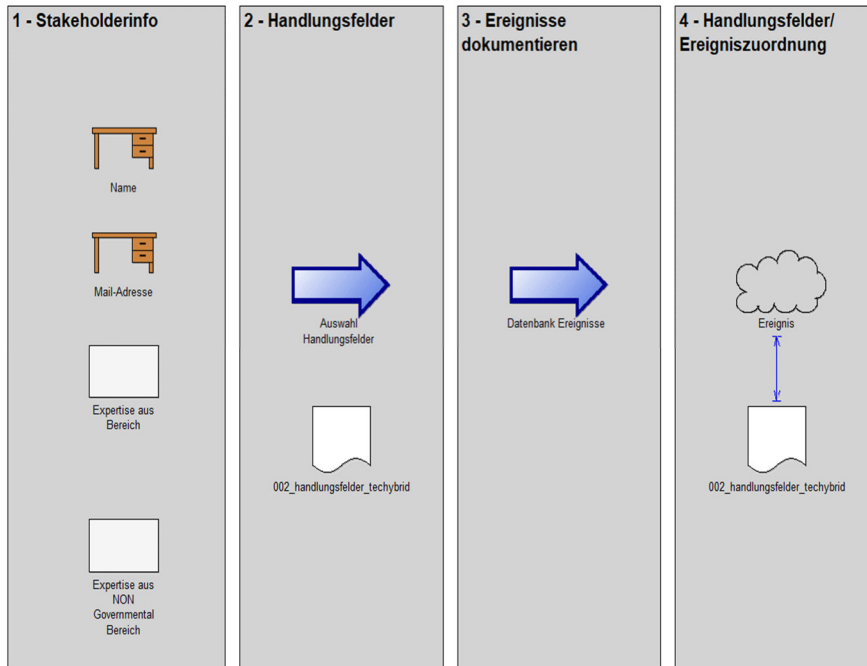 1 - Stakeholderinfo
Name
Mail-Adresse
Expertise aus
Bereich
Expertise aus
NON
Governmental
Bereich
2 - Handlungsfelder
Auswahl
Handlungsfelder
002_handlungsfelder_techybrid
3 - Ereignisse
dokumentieren
Datenbank Ereignisse
4 - Handlungsfelder/
Ereigniszuordnung
Ereignis
002_handlungsfelder_techybrid